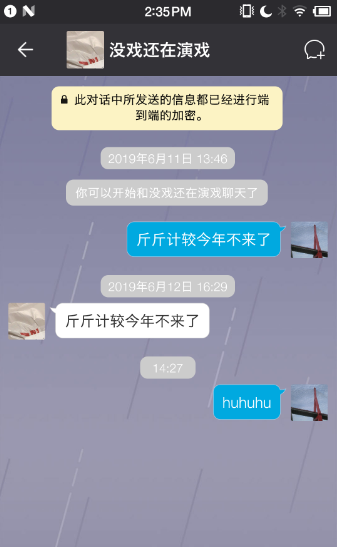 1 N 2:35PM
没戏还在演戏
此对话中所发送的信息都已经进行端
到端的加密。
2019年6月11日 13:46
你可以开始和没戏还在演戏聊天了
斤斤计较今年不来了
2019年6月12日 16:29
斤斤计较今年不来了
14:27
huhuhu